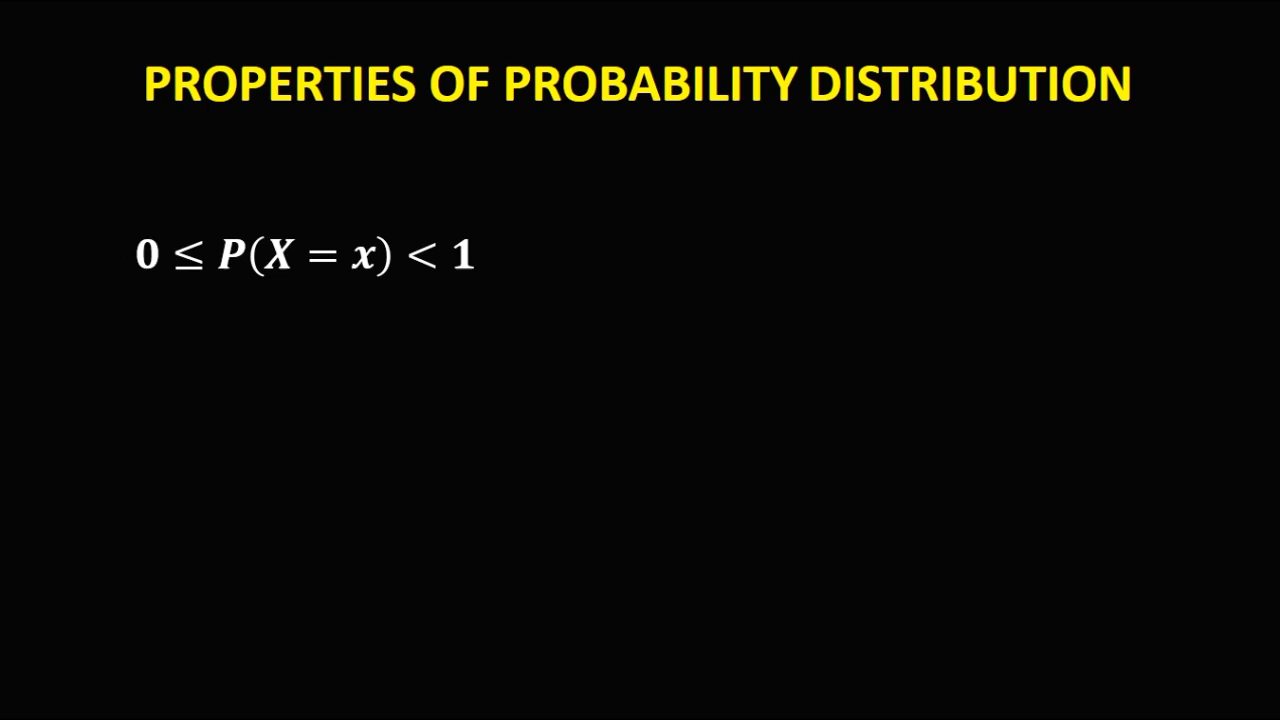 PROPERTIES OF PROBABILITY DISTRIBUTION
0 ≤ P(X = x) < 1